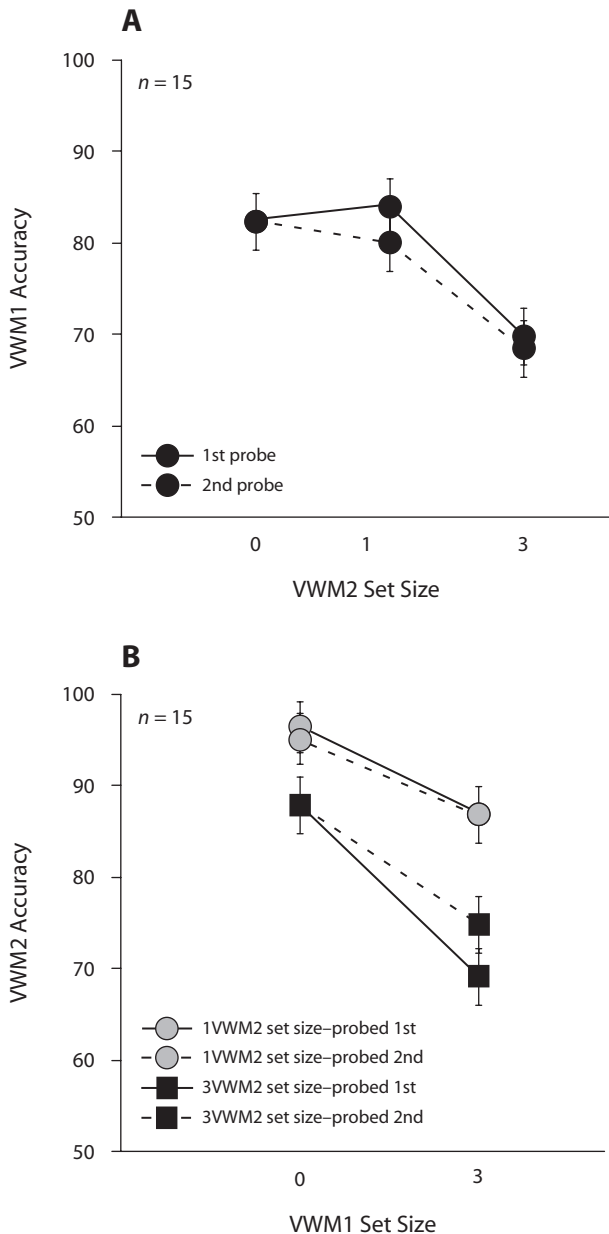 A
100
n = 15
90
80
70
60
50
VWM1 Accuracy
1st probe
2nd probe
0 1 3
VWM2 Set Size
B
100
n = 15
90
80
70
60
50
VWM2 Accuracy
1VWM2 set size–probed 1st
1VWM2 set size–probed 2nd
3VWM2 set size–probed 1st
3VWM2 set size–probed 2nd
0 3
VWM1 Set Size